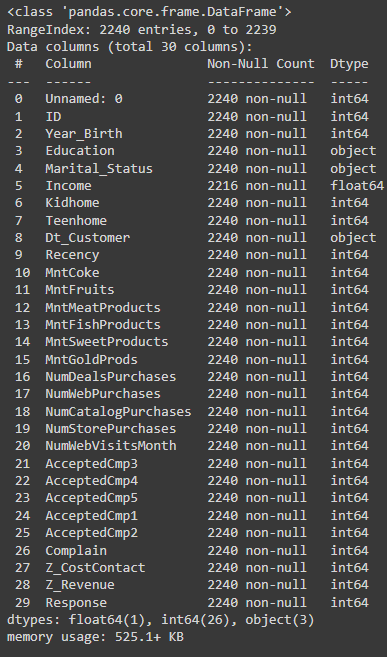 <class 'pandas.core.frame.DataFrame'>
RangeIndex: 2240 entries, 0 to 2239
Data columns (total 30 columns):
 #   Column               Non-Null Count  Dtype
---  ------               --------------  -----
 0   Unnamed: 0           2240 non-null   int64
 1   ID                   2240 non-null   int64
 2   Year_Birth           2240 non-null   int64
 3   Education            2240 non-null   object
 4   Marital_Status       2240 non-null   object
 5   Income               2216 non-null   float64
 6   Kidhome              2240 non-null   int64
 7   Teenhome             2240 non-null   int64
 8   Dt_Customer          2240 non-null   object
 9   Recency              2240 non-null   int64
 10  MntCoke              2240 non-null   int64
 11  MntFruits            2240 non-null   int64
 12  MntMeatProducts      2240 non-null   int64
 13  MntFishProducts      2240 non-null   int64
 14  MntSweetProducts     2240 non-null   int64
 15  MntGoldProds         2240 non-null   int64
 16  NumDealsPurchases    2240 non-null   int64
 17  NumWebPurchases      2240 non-null   int64
 18  NumCatalogPurchases  2240 non-null   int64
 19  NumStorePurchases    2240 non-null   int64
 20  NumWebVisitsMonth    2240 non-null   int64
 21  AcceptedCmp3         2240 non-null   int64
 22  AcceptedCmp4         2240 non-null   int64
 23  AcceptedCmp5         2240 non-null   int64
 24  AcceptedCmp1         2240 non-null   int64
 25  AcceptedCmp2         2240 non-null   int64
 26  Complain             2240 non-null   int64
 27  Z_CostContact        2240 non-null   int64
 28  Z_Revenue            2240 non-null   int64
 29  Response             2240 non-null   int64
dtypes: float64(1), int64(26), object(3)
memory usage: 525.1+ KB